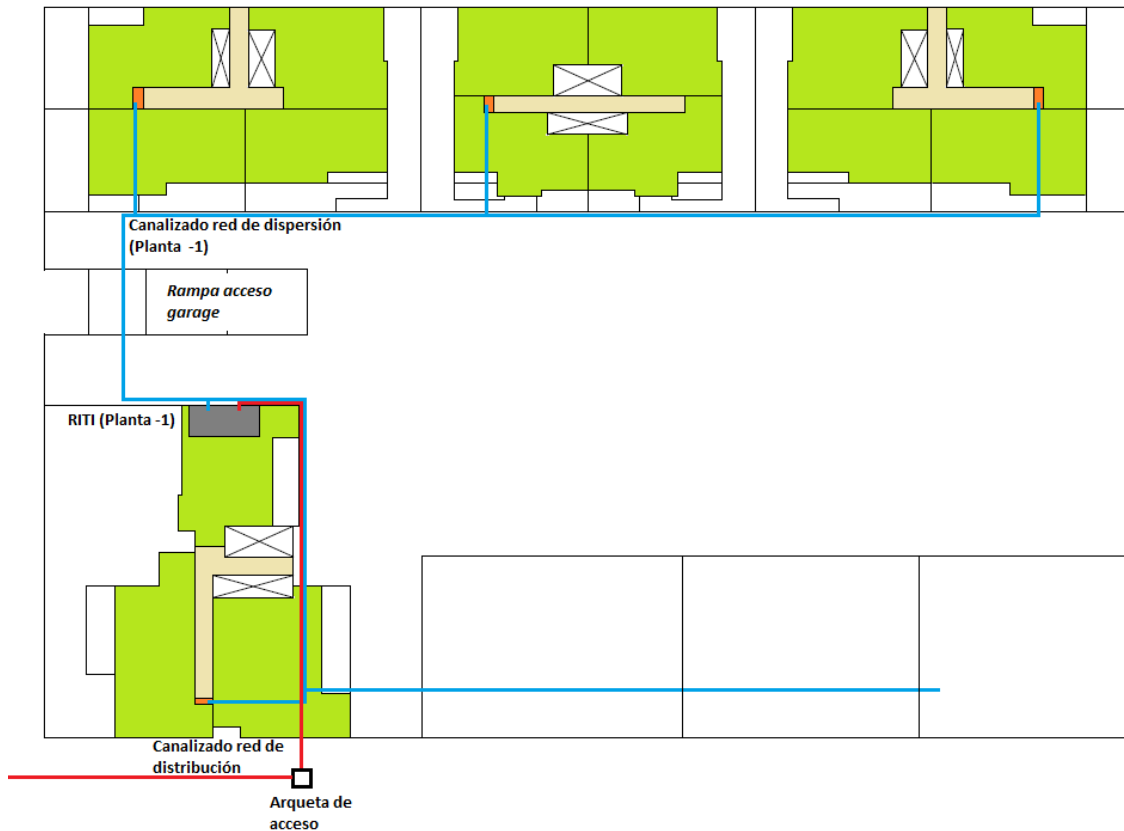 Canalizado red de dispersión
(Planta -1)
Rampa acceso
garage
RITI (Planta -1)
Canalizado red de
distribución
Arqueta de
acceso